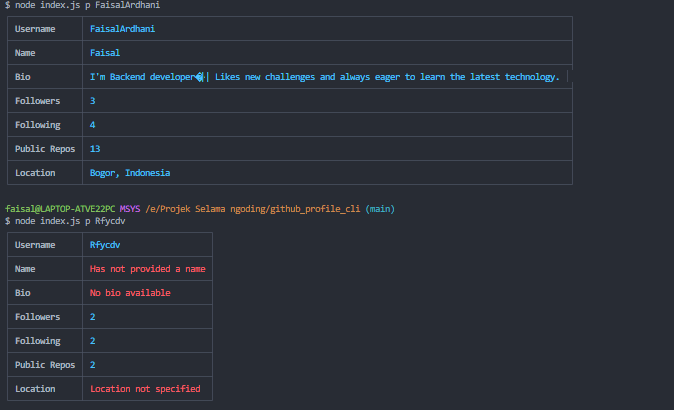 $ node index.js p FaisalArdhani
Username FaisalArdhani
Name Faisal
Bio I'm Backend developer�|| Likes new challenges and always eager to learn the latest technology.
Followers 3
Following 4
Public Repos 13
Location Bogor, Indonesia
faisal@LAPTOP-ATVE22PC MSYS /e/Projek Selama ngoding/github_profile_cli (main)
$ node index.js p Rfycdv
Username Rfycdv
Name Has not provided a name
Bio No bio available
Followers 2
Following 2
Public Repos 2
Location Location not specified